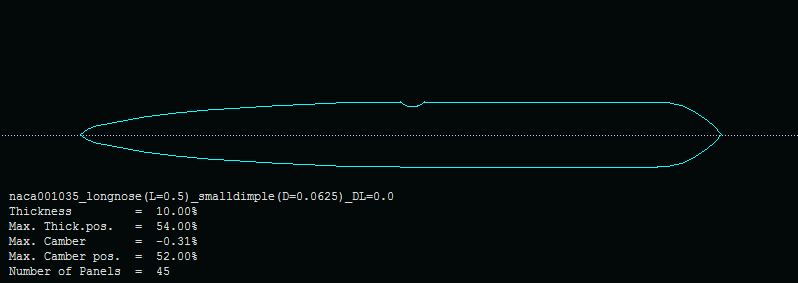 naca001035_longnose(L=0.5)_smalldimple(D=0.0625)_DL=0.0
Thickness = 10.00%
Max. Thick.pos. = 54.00%
Max. Camber = -0.31%
Max. Camber pos. = 52.00%
Number of Panels = 45